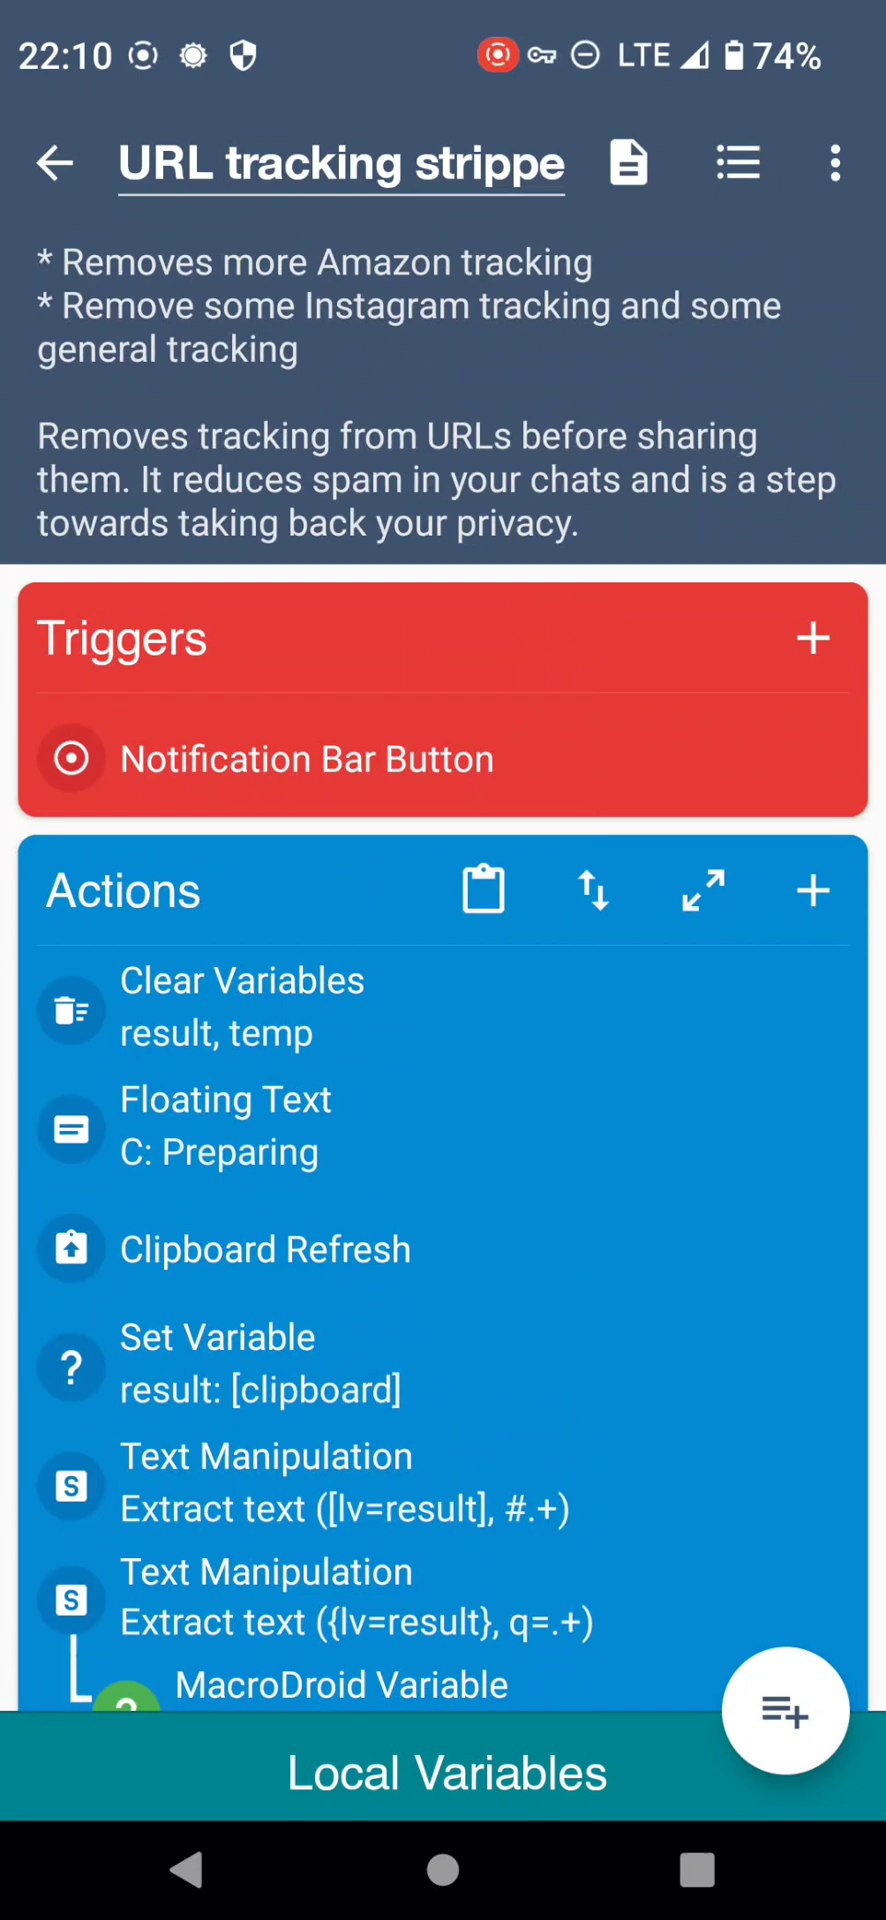 22:10 LTE 74%
URL tracking strippe
* Removes more Amazon tracking
* Remove some Instagram tracking and some
general tracking
Removes tracking from URLs before sharing
them. It reduces spam in your chats and is a step
towards taking back your privacy.
Triggers
Notification Bar Button
Actions
Clear Variables
result, temp
Floating Text
C: Preparing
Clipboard Refresh
?
Set Variable
result: [clipboard]
S
Text Manipulation
Extract text ([lv=result], #.+)
S
Text Manipulation
Extract text ({lv=result}, q=.+)
MacroDroid Variable
Local Variables